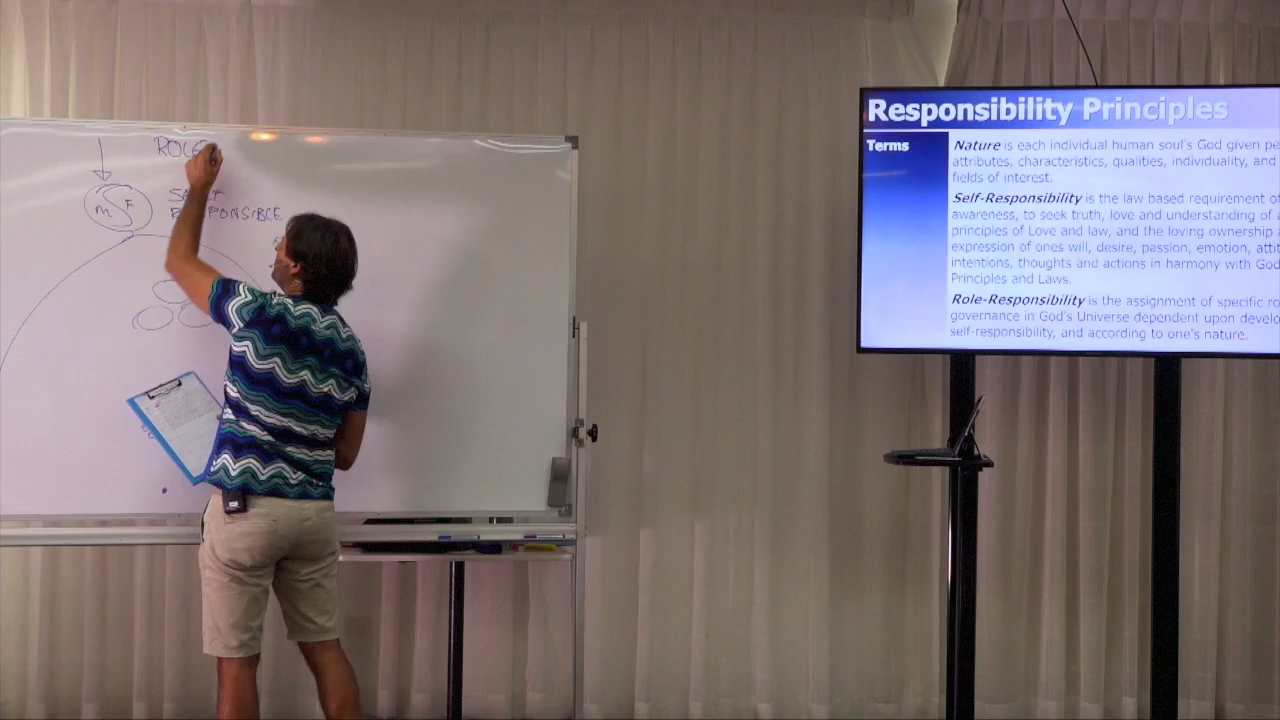 ROLE
m F
SELF
RESPONSIBLE
Responsibility Principles
Terms
Nature is each individual human soul's God given pe
attributes, characteristics, qualities, individuality, and
fields of interest.
Self-Responsibility is the law based requirement of
awareness, to seek truth, love and understanding of
principles of Love and law, and the loving ownership
expression of ones will, desire, passion, emotion, atti
intentions, thoughts and actions in harmony with God
Principles and Laws.
Role-Responsibility is the assignment of specific ro
governance in God's Universe dependent upon develo
self-responsibility, and according to one's nature.